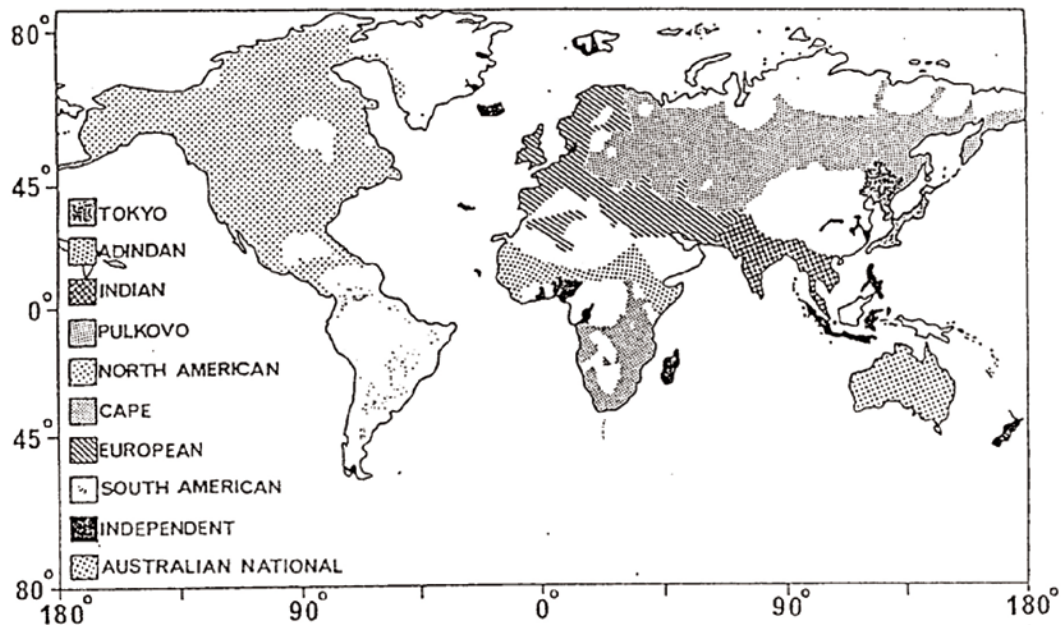 80°
45°
TOKYO
ADINDAN
INDIAN
0°
PULKOVO
NORTH AMERICAN
CAPE
45°
EUROPEAN
SOUTH AMERICAN
INDEPENDENT
AUSTRALIAN NATIONAL
80°
180° 90° 0° 90° 180°